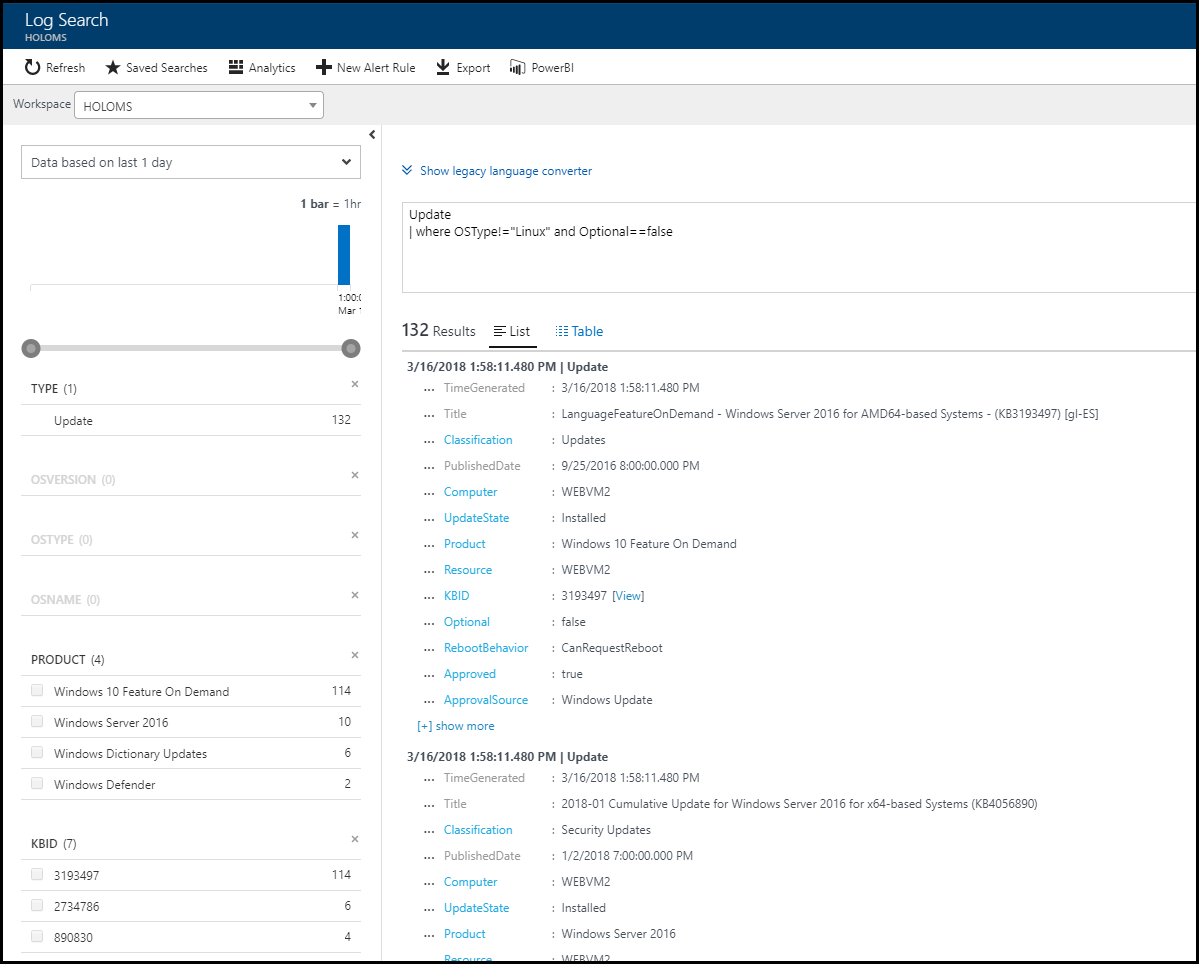 Log Search
HOLOMS
Refresh Saved Searches Analytics New Alert Rule Export PowerBI
Workspace HOLOMS
Data based on last 1 day
1 bar = 1hr
1:00:0
Mar 1
TYPE (1)
Update 132
OSVERSION (0)
OSTYPE (0)
OSNAME (0)
PRODUCT (4)
Windows 10 Feature On Demand 114
Windows Server 2016 10
Windows Dictionary Updates 6
Windows Defender 2
KBID (7)
3193497 114
2734786 6
890830 4
Show legacy language converter
Update
| where OSType!="Linux" and Optional==false
132 Results List Table
3/16/2018 1:58:11.480 PM | Update
... TimeGenerated : 3/16/2018 1:58:11.480 PM
... Title : LanguageFeatureOnDemand - Windows Server 2016 for AMD64-based Systems - (KB3193497) [gl-ES]
... Classification : Updates
... PublishedDate : 9/25/2016 8:00:00.000 PM
... Computer : WEBVM2
... UpdateState : Installed
... Product : Windows 10 Feature On Demand
... Resource : WEBVM2
... KBID : 3193497 [View]
... Optional : false
... RebootBehavior : CanRequestReboot
... Approved : true
... ApprovalSource : Windows Update
[+] show more
3/16/2018 1:58:11.480 PM | Update
... TimeGenerated : 3/16/2018 1:58:11.480 PM
... Title : 2018-01 Cumulative Update for Windows Server 2016 for x64-based Systems (KB4056890)
... Classification : Security Updates
... PublishedDate : 1/2/2018 7:00:00.000 PM
... Computer : WEBVM2
... UpdateState : Installed
... Product : Windows Server 2016
... Resource : WEBVM2